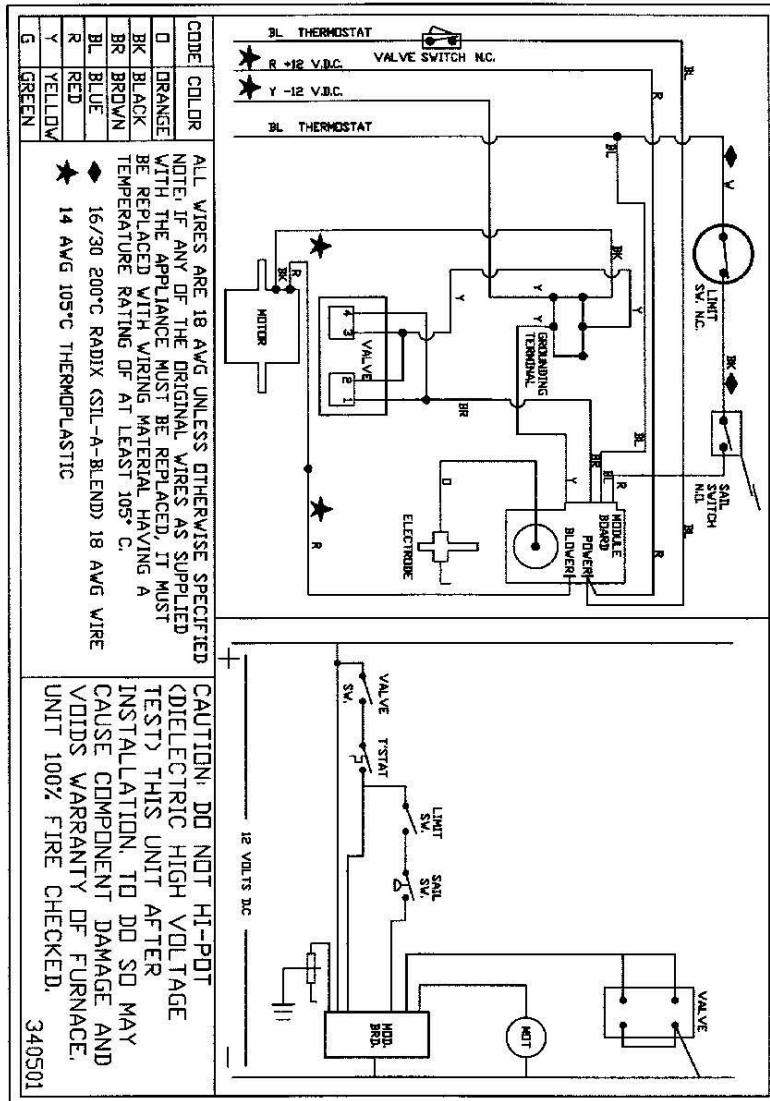 BL THERMOSTAT
VALVE SWITCH N.C.
R +12 V.D.C.
Y -12 V.D.C.
BL THERMOSTAT
BL
R
BL
W
LIMIT
SW. N.C.
BK
SAIL
SWITCH
N.O.
BK
Y
Y
Y
Y
GROUNDING
TERMINAL
BL
R
BL
R
BL
BR
BR
Y
MODULE
BOARD
POWER
BLOWER
R
BK
MOTOR
4
3
VALVE
2
1
O
ELECTRODE
R
VALVE
SW.
T'STAT
LIMIT
SW.
SAIL
SW.
VALVE
MOT
MOD.
BRD.
+
12 VOLTS D.C
-
CODE COLOR
O ORANGE
BK BLACK
BR BROWN
BL BLUE
R RED
Y YELLOW
G GREEN
ALL WIRES ARE 18 AWG UNLESS OTHERWISE SPECIFIED
NOTE: IF ANY OF THE ORIGINAL WIRES AS SUPPLIED
WITH THE APPLIANCE MUST BE REPLACED, IT MUST
BE REPLACED WITH WIRING MATERIAL HAVING A
TEMPERATURE RATING OF AT LEAST 105° C.
16/30 200°C RADIX (SIL-A-BLEND) 18 AWG WIRE
14 AWG 105°C THERMOPLASTIC
CAUTION: DO NOT HI-POT
(DIELECTRIC HIGH VOLTAGE
TEST) THIS UNIT AFTER
INSTALLATION. TO DO SO MAY
CAUSE COMPONENT DAMAGE AND
VOIDS WARRANTY OF FURNACE.
UNIT 100% FIRE CHECKED.
340501